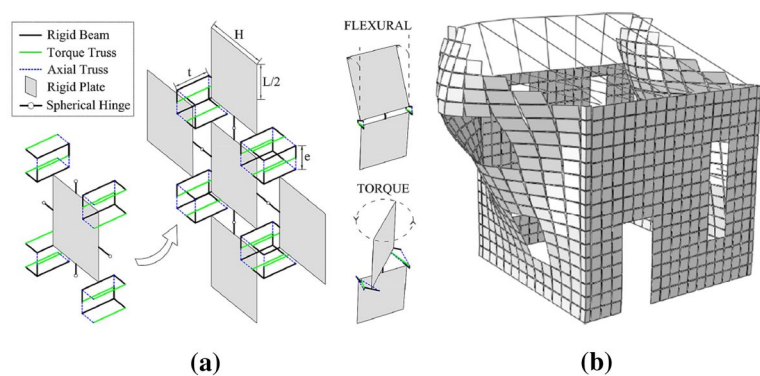 Rigid Beam
Torque Truss
Axial Truss
Rigid Plate
Spherical Hinge
H
t
L/2
e
FLEXURAL
TORQUE
(a)
(b)